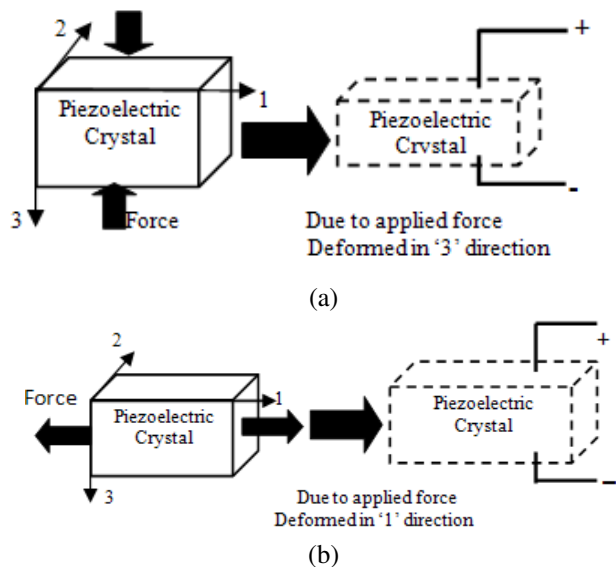 2
1
Piezoelectric
Crystal
3
Force
+
Piezoelectric
Crystal
-
Due to applied force
Deformed in ‘3’ direction
(a)
2
Force
1
Piezoelectric
Crystal
3
+
Piezoelectric
Crystal
–
Due to applied force
Deformed in ‘1’ direction
(b)